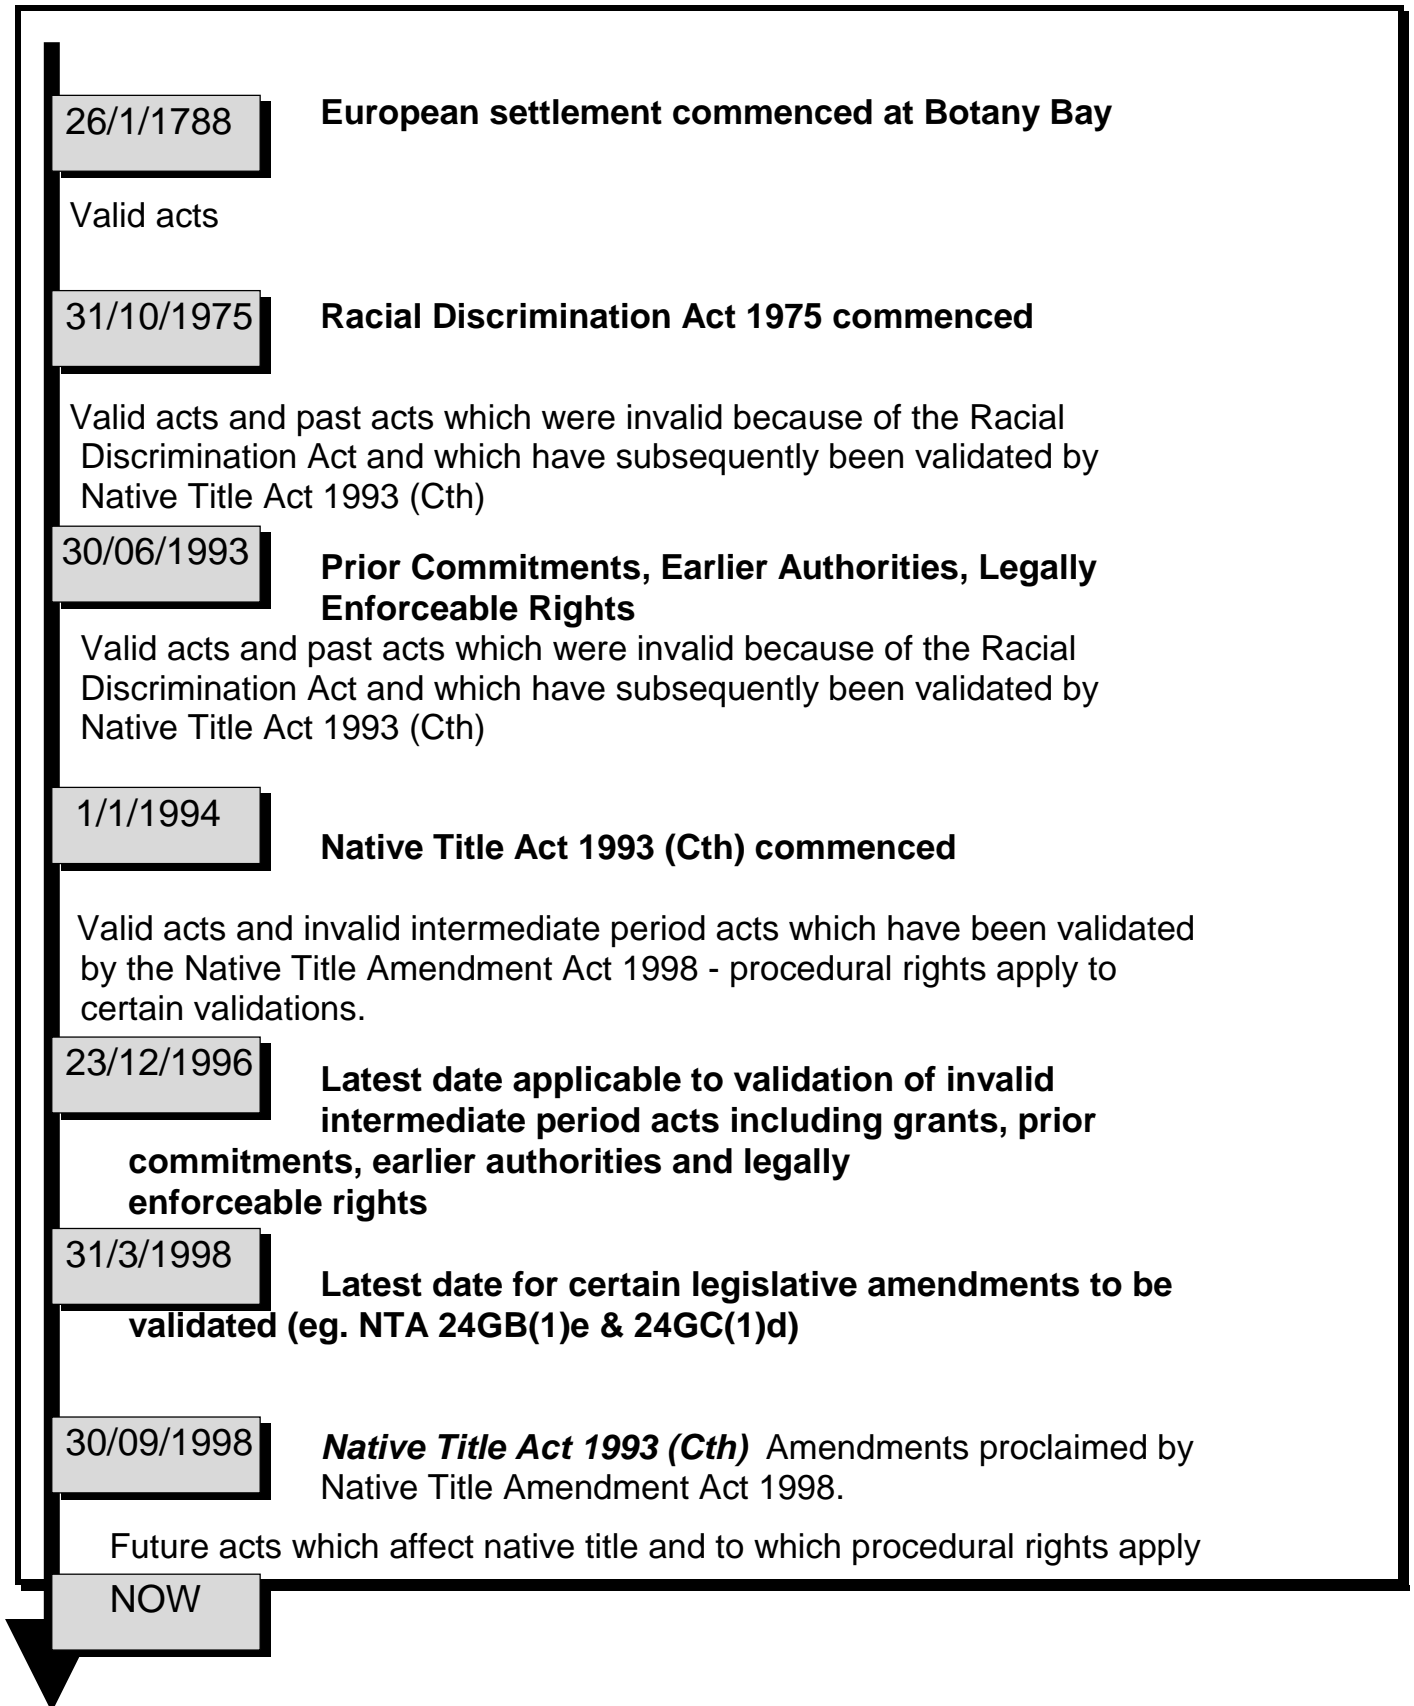 26/1/1788
European settlement commenced at Botany Bay
Valid acts
31/10/1975
Racial Discrimination Act 1975 commenced
Valid acts and past acts which were invalid because of the Racial
Discrimination Act and which have subsequently been validated by
Native Title Act 1993 (Cth)
30/06/1993
Prior Commitments, Earlier Authorities, Legally
Enforceable Rights
Valid acts and past acts which were invalid because of the Racial
Discrimination Act and which have subsequently been validated by
Native Title Act 1993 (Cth)
1/1/1994
Native Title Act 1993 (Cth) commenced
Valid acts and invalid intermediate period acts which have been validated
by the Native Title Amendment Act 1998 - procedural rights apply to
certain validations.
23/12/1996
Latest date applicable to validation of invalid
intermediate period acts including grants, prior
commitments, earlier authorities and legally
enforceable rights
31/3/1998
Latest date for certain legislative amendments to be
validated (eg. NTA 24GB(1)e & 24GC(1)d)
30/09/1998
Native Title Act 1993 (Cth) Amendments proclaimed by
Native Title Amendment Act 1998.
Future acts which affect native title and to which procedural rights apply
NOW